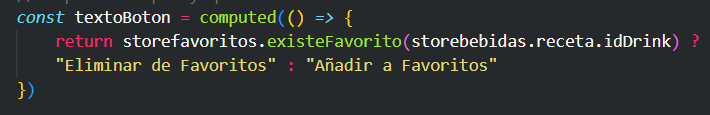 const textoBoton = computed(() => {
return storefavoritos.existeFavorito(storebebidas.receta.idDrink) ?
"Eliminar de Favoritos" : "Añadir a Favoritos"
})